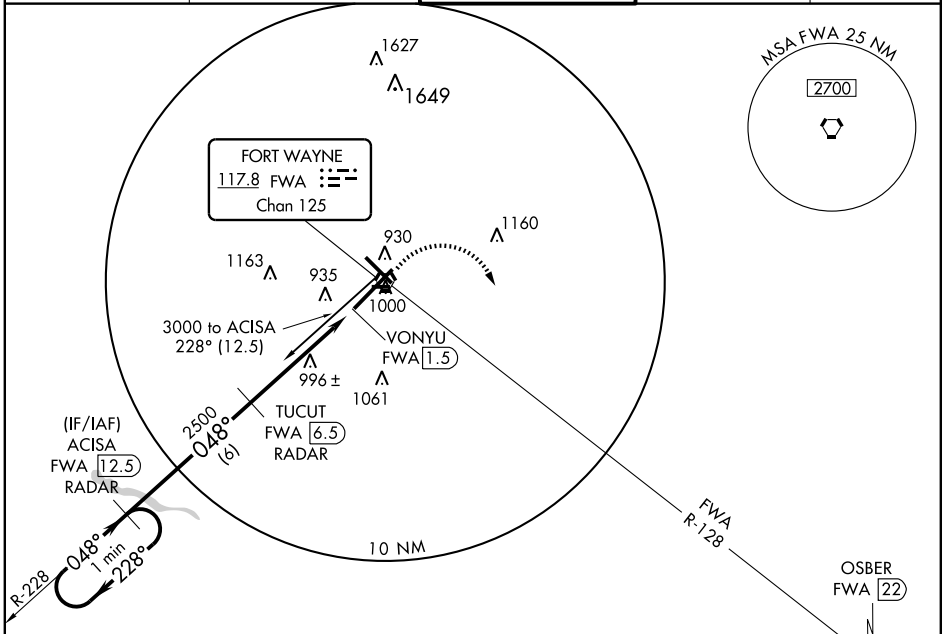 1627
1649
MSA FWA 25 NM
2700
FORT WAYNE
117.8 FWA
Chan 125
930
1160
1163
935
1000
3000 to ACISA
228° (12.5)
VONYU
FWA 1.5
996 ±
1061
TUCUT
FWA 6.5
RADAR
2500
048°
(6)
(IF/IAF)
ACISA
FWA 12.5
RADAR
048°
1 min
228°
R-228
10 NM
FWA
R-128
OSBER
FWA 22